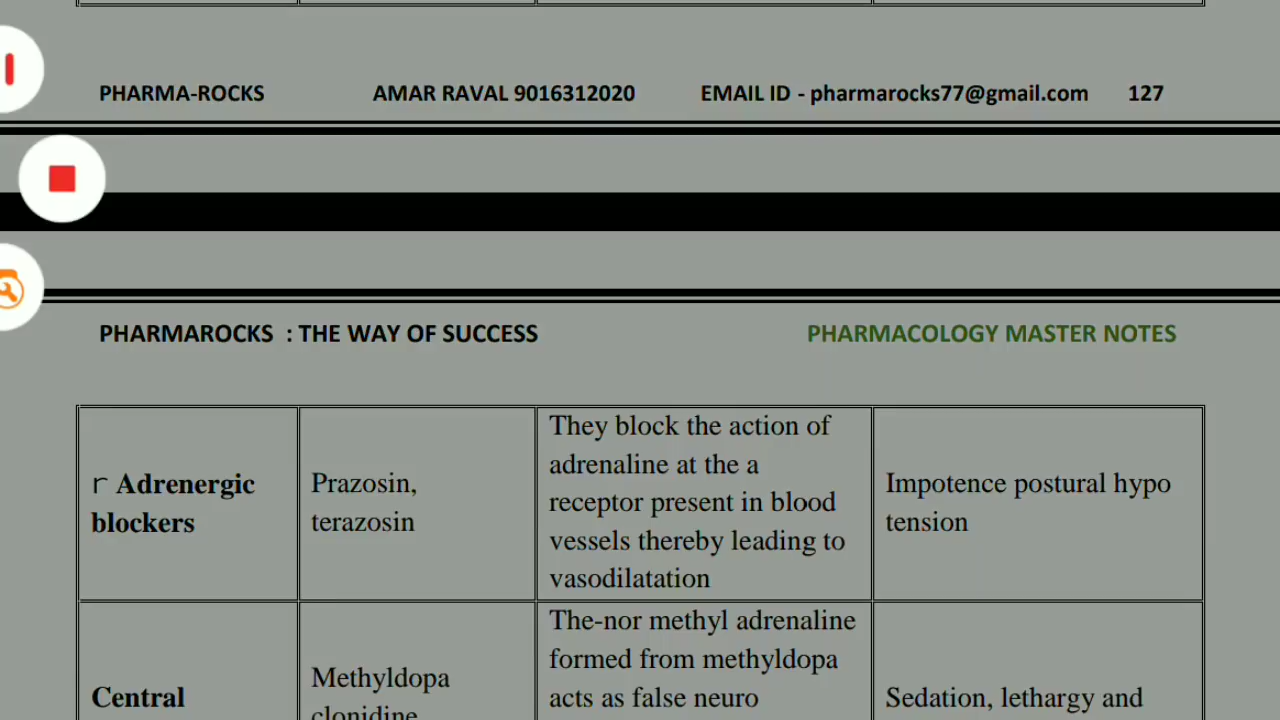 PHARMA-ROCKS AMAR RAVAL 9016312020 EMAIL ID - pharmarocks77@gmail.com 127
PHARMAROCKS : THE WAY OF SUCCESS PHARMACOLOGY MASTER NOTES
r Adrenergic
blockers
Prazosin,
terazosin
They block the action of
adrenaline at the a
receptor present in blood
vessels thereby leading to
vasodilatation
Impotence postural hypo
tension
Central
Methyldopa
clonidine
The-nor methyl adrenaline
formed from methyldopa
acts as false neuro
Sedation, lethargy and